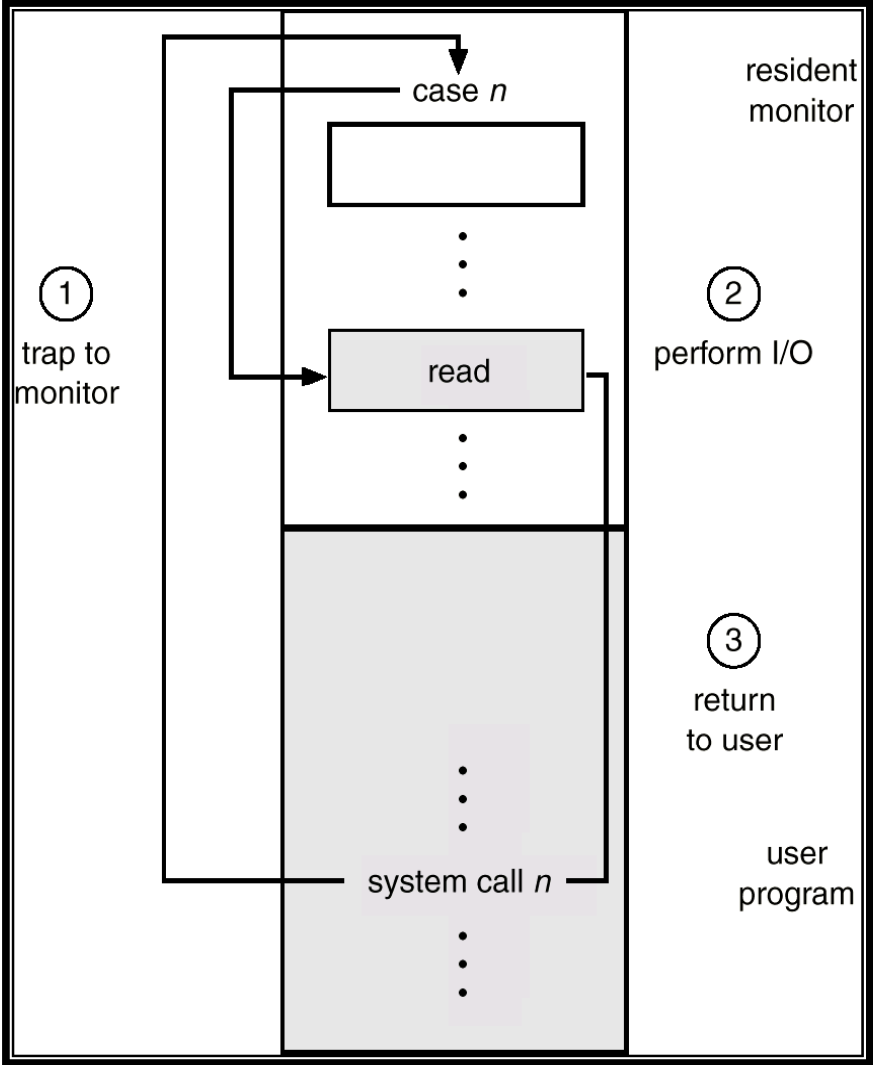 case n
resident
monitor
1
trap to
monitor
2
perform I/O
read
3
return
to user
system call n
user
program